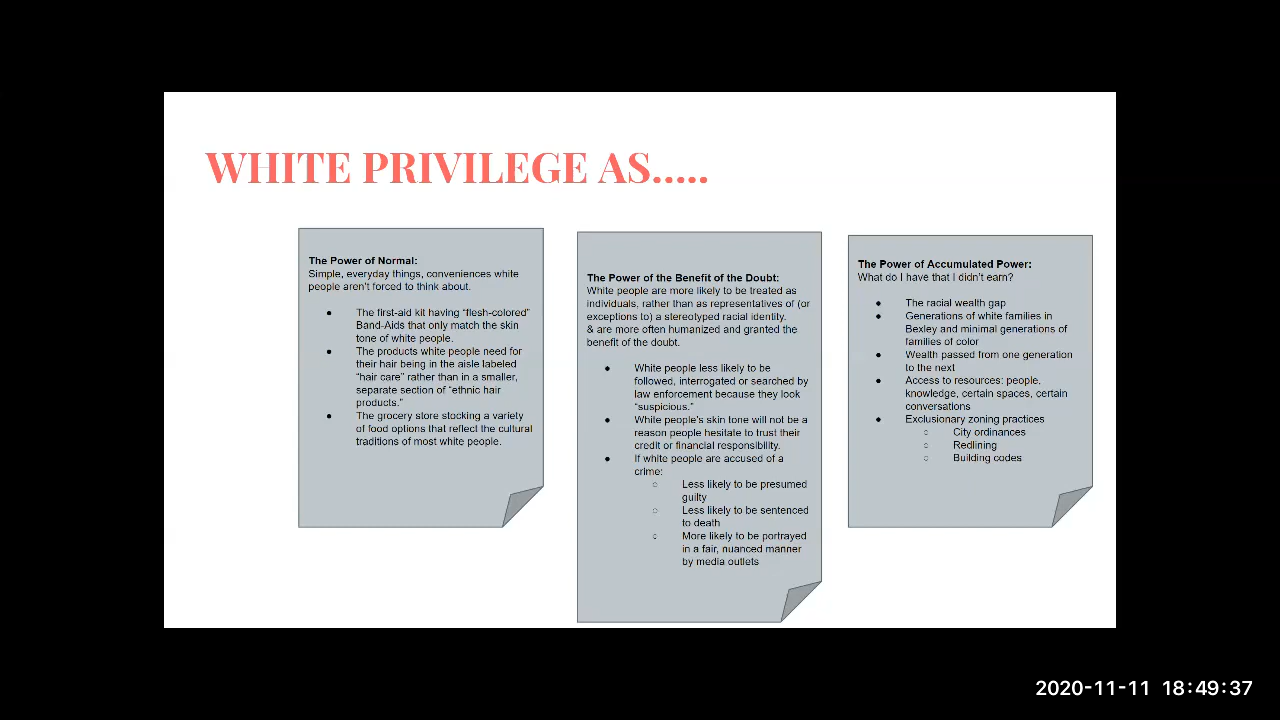 WHITE PRIVILEGE AS.....
The Power of Normal:
Simple, everyday things, conveniences white
people aren't forced to think about.
● The first-aid kit having “flesh-colored”
Band-Aids that only match the skin
tone of white people.
● The products white people need for
their hair being in the aisle labeled
“hair care” rather than in a smaller,
separate section of “ethnic hair
products.”
● The grocery store stocking a variety
of food options that reflect the cultural
traditions of most white people.
The Power of the Benefit of the Doubt:
White people are more likely to be treated as
individuals, rather than as representatives of (or
exceptions to) a stereotyped racial identity.
& are more often humanized and granted the
benefit of the doubt.
● White people less likely to be
followed, interrogated or searched by
law enforcement because they look
“suspicious.”
● White people's skin tone will not be a
reason people hesitate to trust their
credit or financial responsibility.
● If white people are accused of a
crime:
○ Less likely to be presumed
guilty
○ Less likely to be sentenced
to death
○ More likely to be portrayed
in a fair, nuanced manner
by media outlets
The Power of Accumulated Power:
What do I have that I didn't earn?
● The racial wealth gap
● Generations of white families in
Bexley and minimal generations of
families of color
● Wealth passed from one generation
to the next
● Access to resources: people,
knowledge, certain spaces, certain
conversations
● Exclusionary zoning practices
○ City ordinances
○ Redlining
○ Building codes
2020-11-11 18:49:37